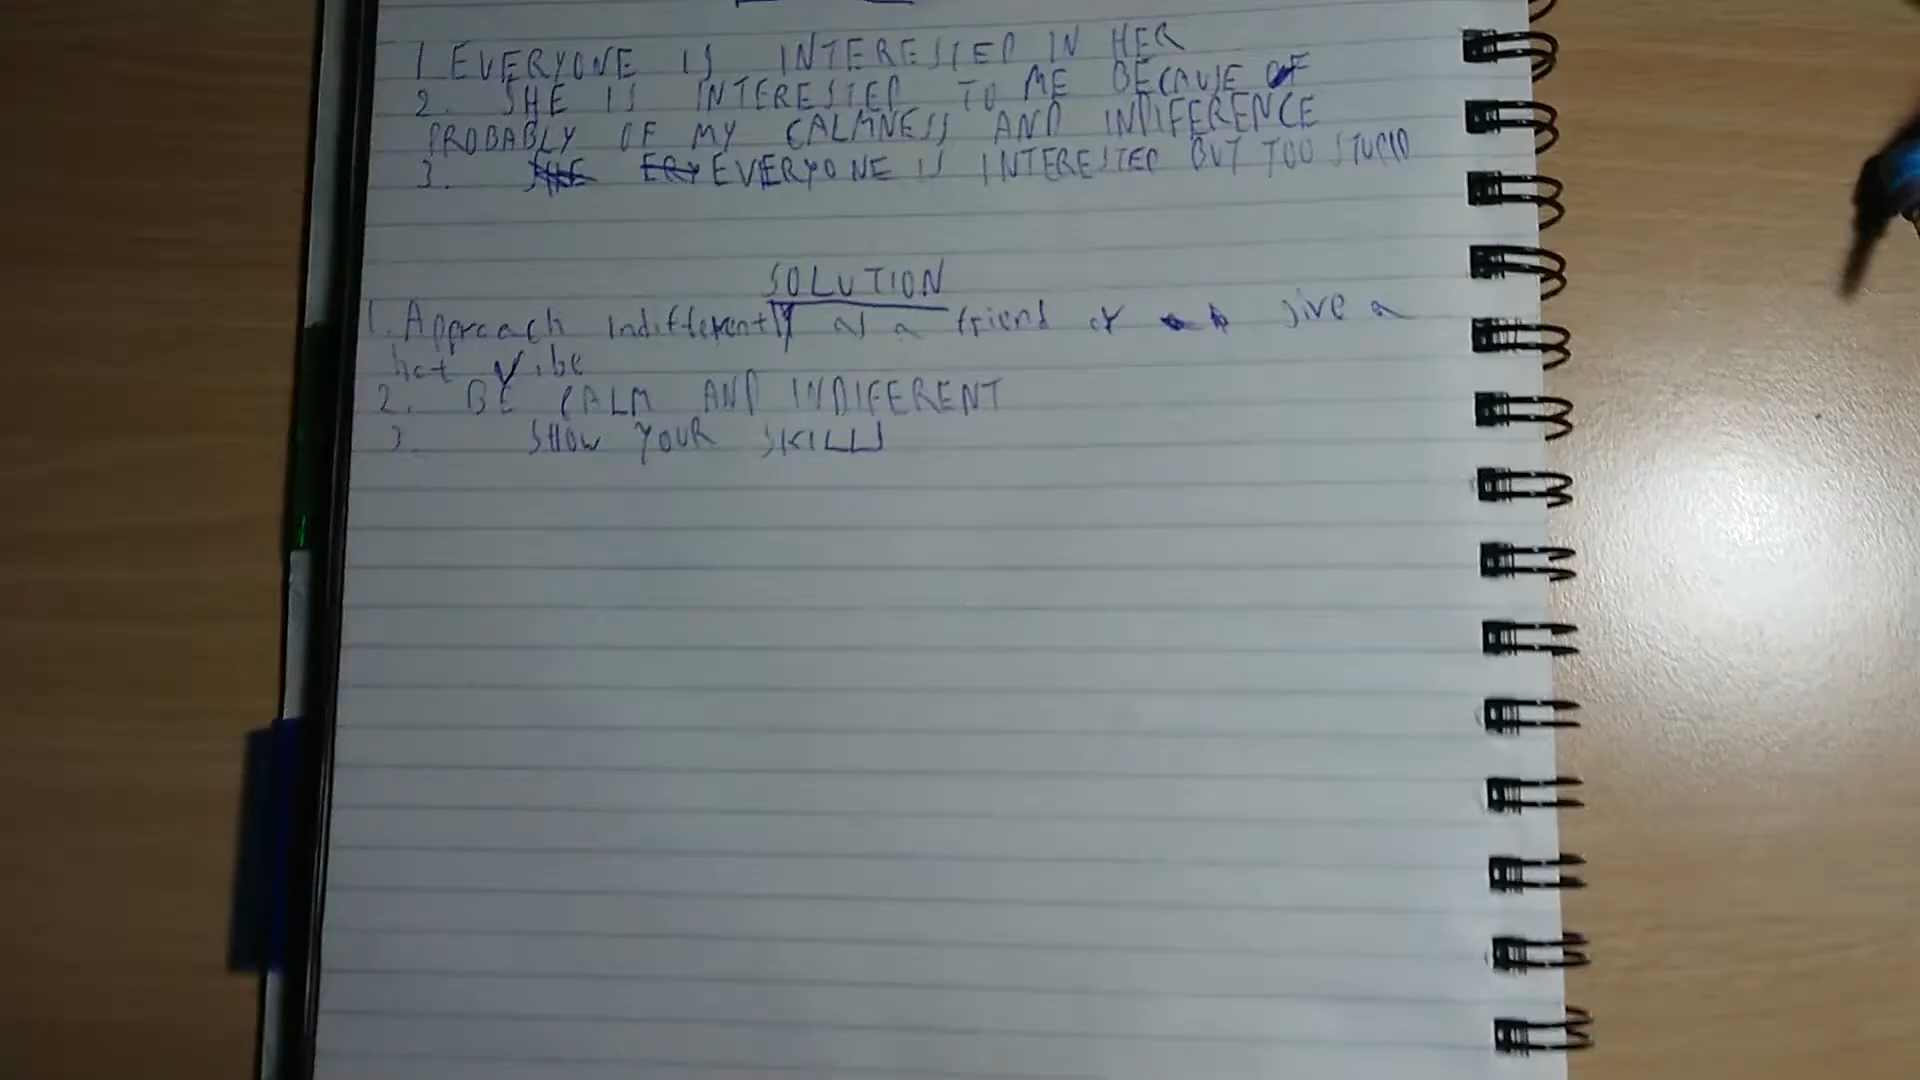 1 EVERYONE IS INTERESTED IN HER
2. SHE IS INTERESTED TO ME BECAUSE OF
PROBABLY OF MY CALMNESS AND INDIFERENCE
3. EVERYONE IS INTERESTED BUT TOO STUPID
SOLUTION
1. Approach indifferently as a friend or give a
hot vibe
2. BE CALM AND INDIFERENT
3 SHOW YOUR SKILLS